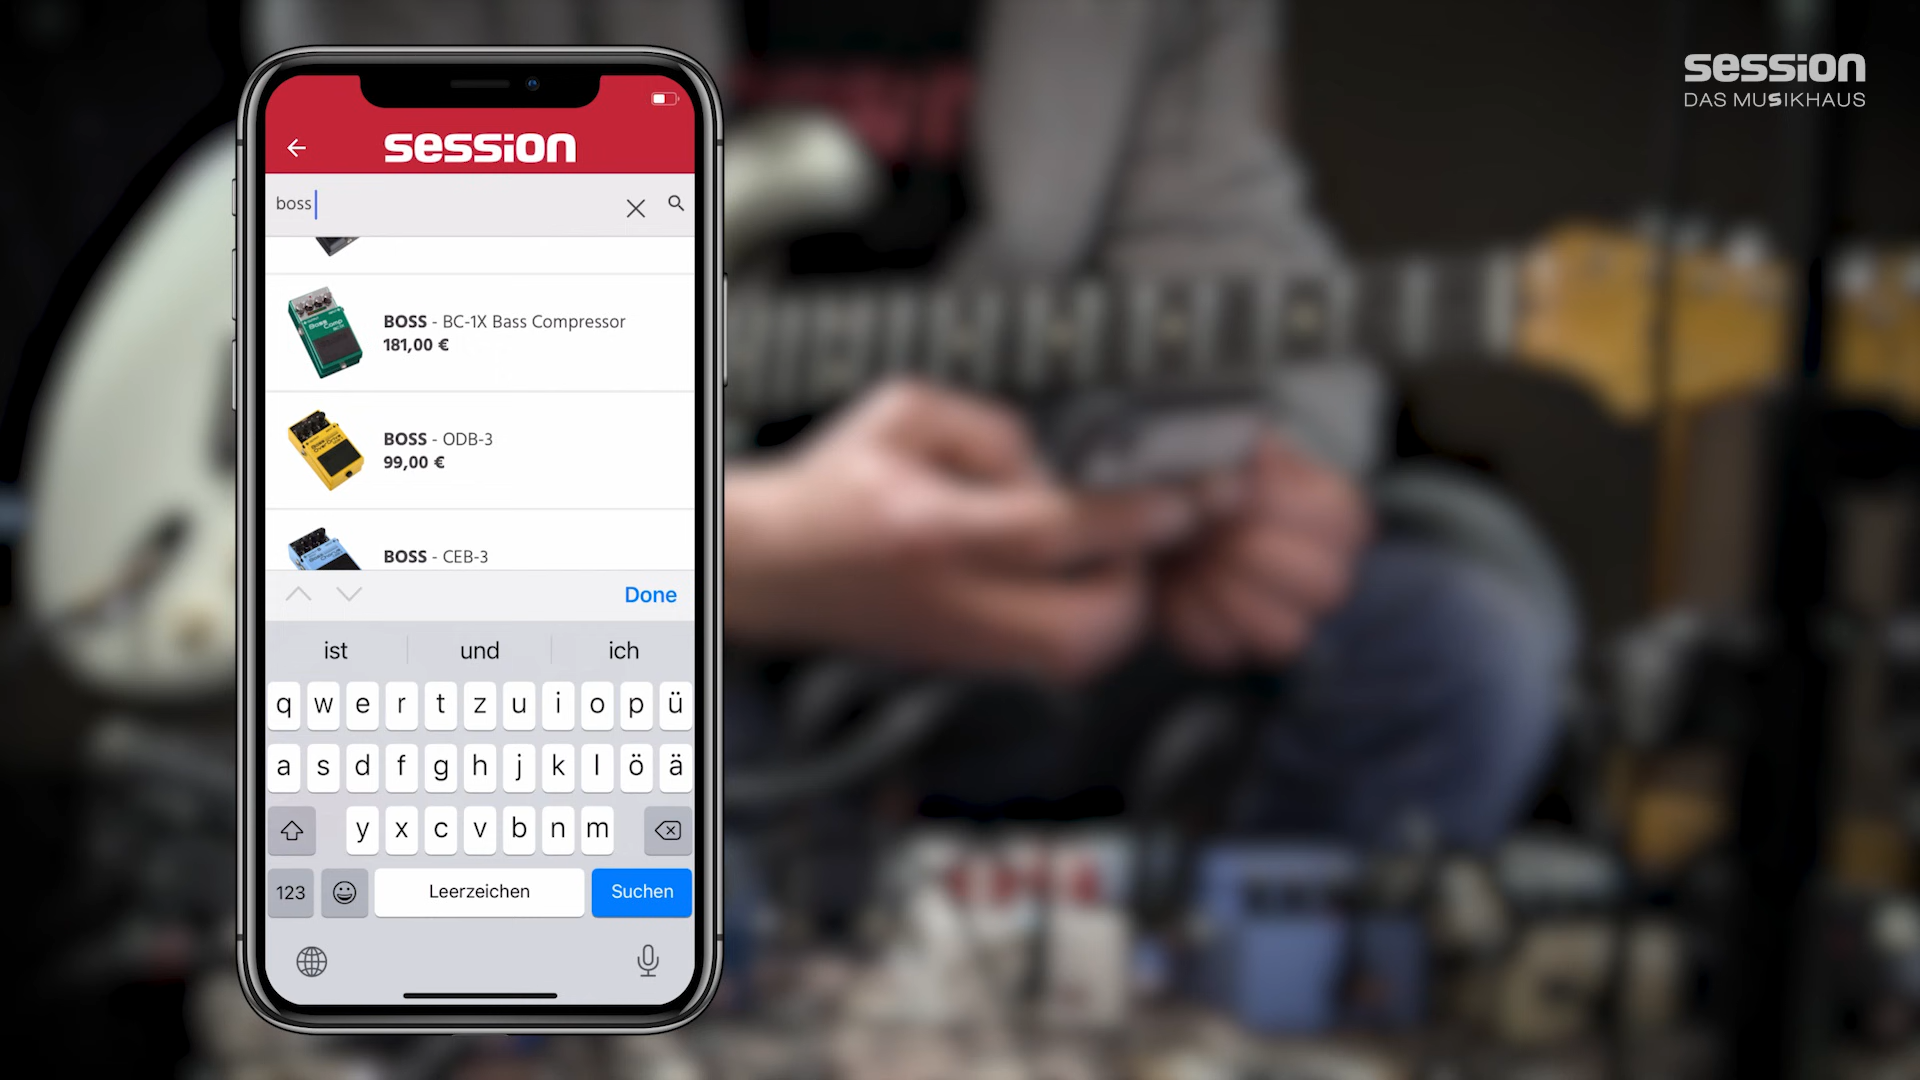 session
DAS MUSIKHAUS
session
boss
BOSS - BC-1X Bass Compressor
181,00 €
BOSS - ODB-3
99,00 €
BOSS - CEB-3
Done
ist und ich
q w e r t z u i o p ü
a s d f g h j k l ö ä
y x c v b n m
123 Leerzeichen Suchen